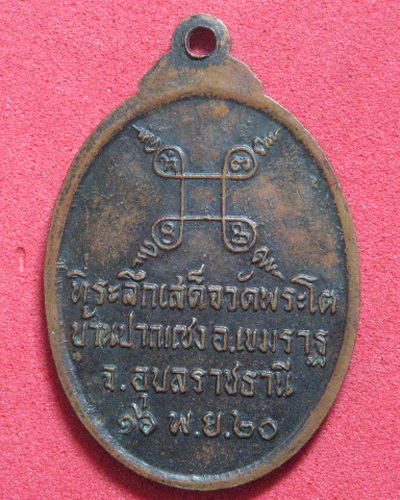 ที่ระลึกเสด็จวัดพระโต
บ้านปากแซง อ.เขมราฐ
จ.อุบลราชธานี
๑๖ พ.ย.๒๐